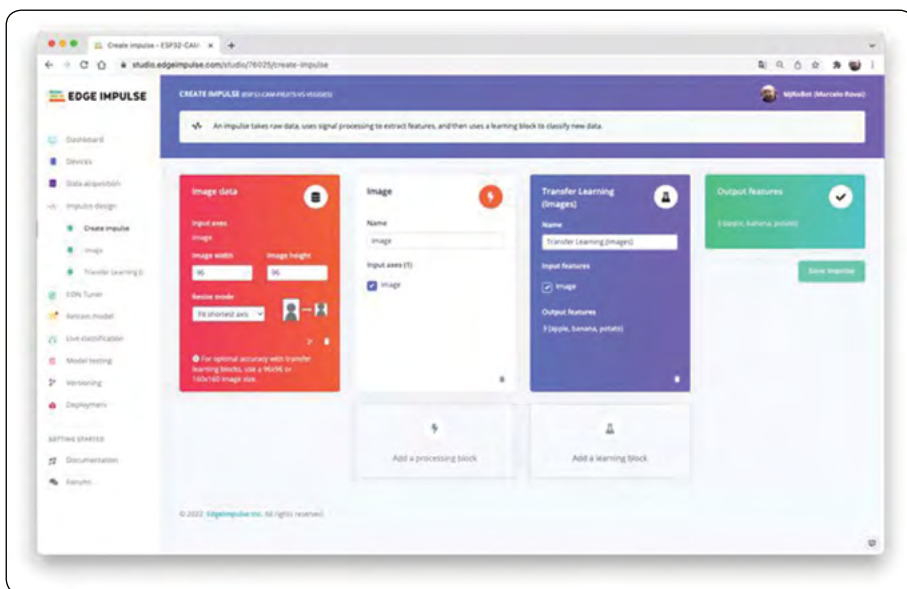 Create impulse - ESP32-CAM-
studio.edgeimpulse.com/studio/76025/create-impulse
EDGE IMPULSE
Dashboard
Devices
Data acquisition
Impulse design
Create impulse
Image
Transfer Learning (I
EON Tuner
Retrain model
Live classification
Model testing
Versioning
Deployment
GETTING STARTED
Documentation
Forums
CREATE IMPULSE (ESP32-CAM-FRUITS-VS-VEGGIES)
MJRoBot (Marcelo Rovai)
An impulse takes raw data, uses signal processing to extract features, and then uses a learning block to classify new data.
Image data
Input axes
image
Image width
Image height
96
96
Resize mode
Fit shortest axis
For optimal accuracy with transfer
learning blocks, use a 96x96 or
160x160 image size.
Image
Name
Image
Input axes (1)
image
Add a processing block
Transfer Learning
(Images)
Name
Transfer Learning (Images)
Input features
Image
Output features
3 (apple, banana, potato)
Add a learning block
Output features
3 (apple, banana, potato)
Save Impulse
© 2022 EdgeImpulse Inc. All rights reserved